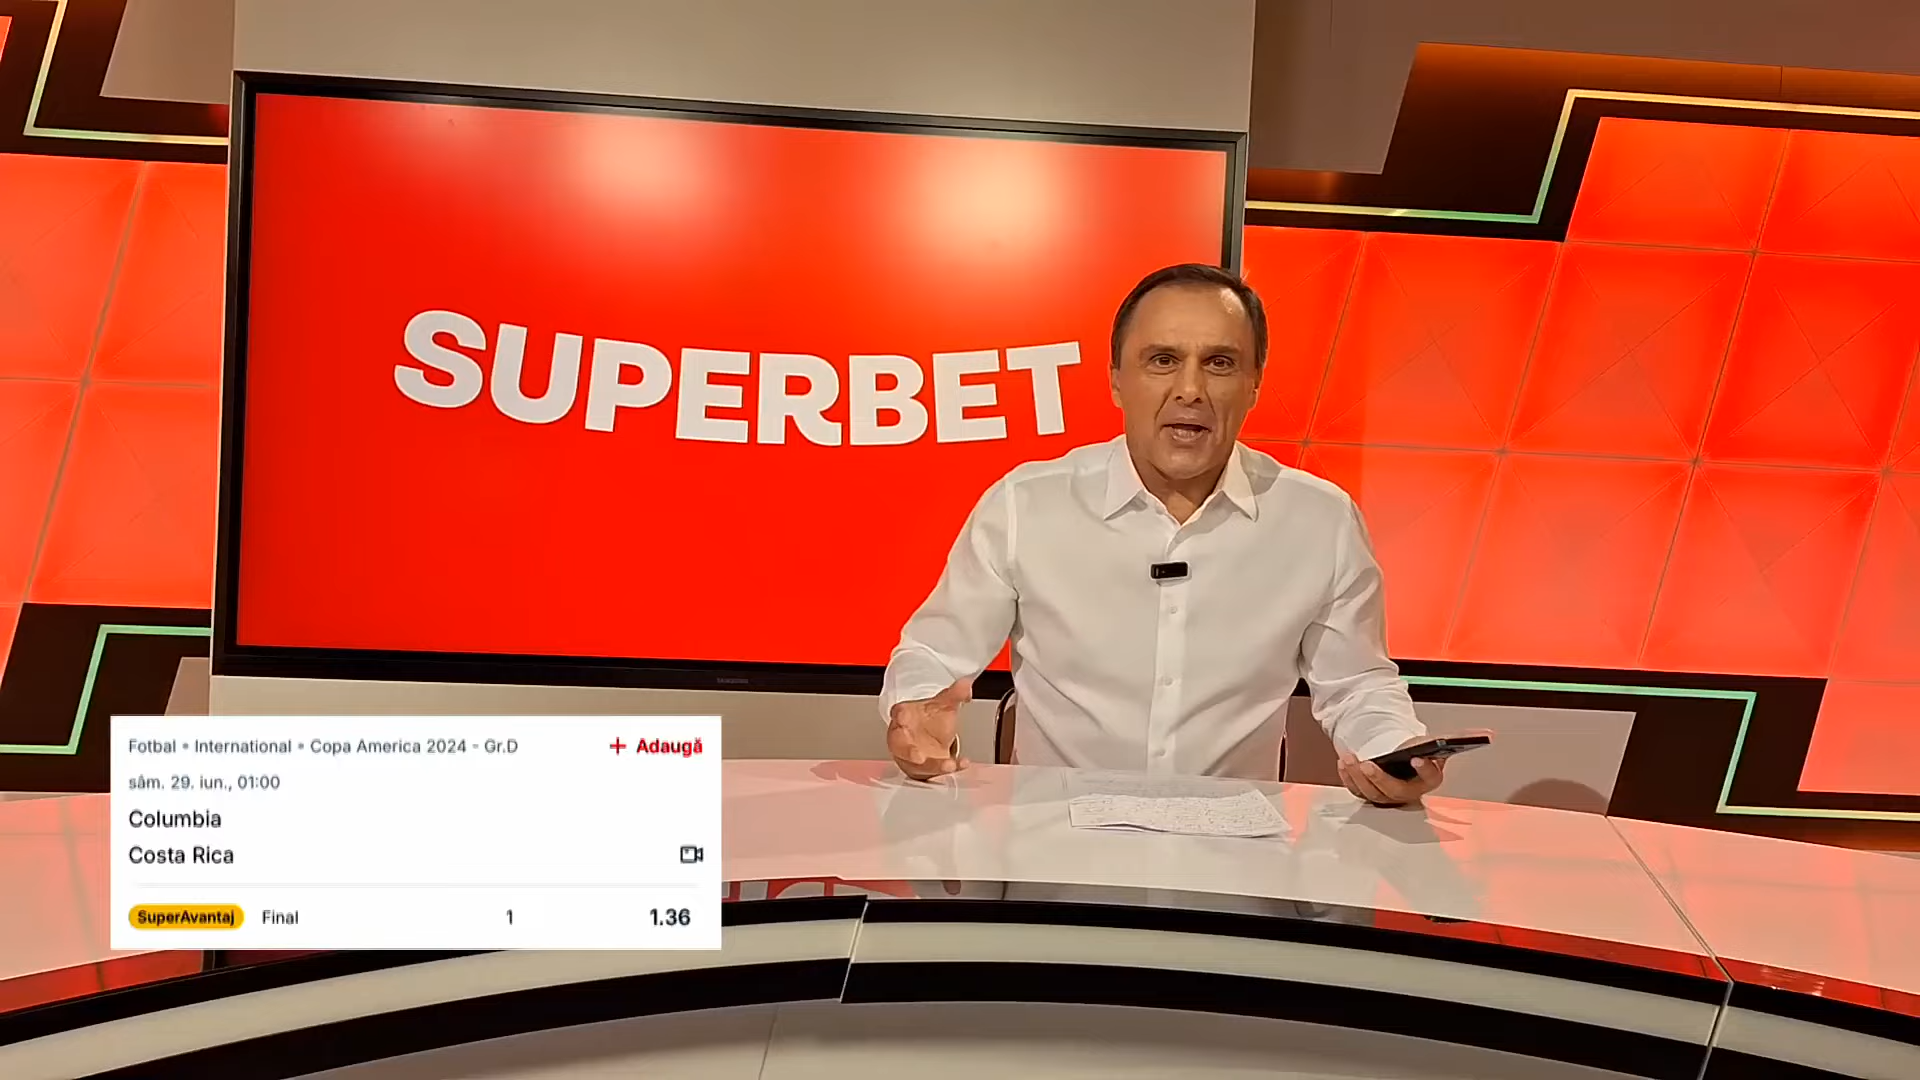 SUPERBET
SAMSUNG
Fotbal • International • Copa America 2024 - Gr.D
+ Adaugă
sâm. 29. iun., 01:00
Columbia
Costa Rica
SuperAvantaj Final 1 1.36